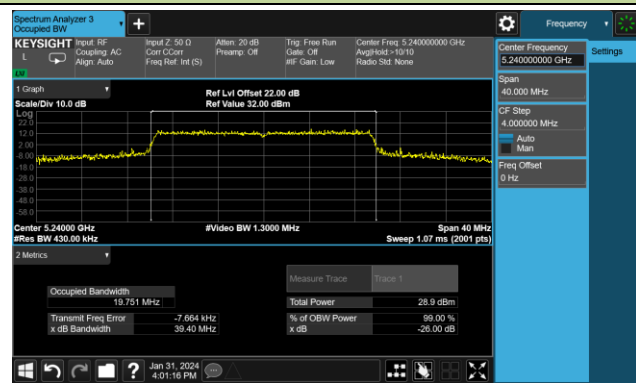 Spectrum Analyzer 3
Occupied BW
Frequency
KEYSIGHT
L
Input: RF
Coupling: AC
Align: Auto
Input Z: 50 Ω
Corr CCorr
Freq Ref: Int (S)
Atten: 20 dB
Preamp: Off
Trig: Free Run
Gate: Off
#IF Gain: Low
Center Freq: 5.240000000 GHz
Avg|Hold:>10/10
Radio Std: None
Center Frequency
5.240000000 GHz
Settings
Span
40.000 MHz
CF Step
4.000000 MHz
Auto
Man
Freq Offset
0 Hz
1 Graph
Scale/Div 10.0 dB
Ref Lvl Offset 22.00 dB
Ref Value 32.00 dBm
Log
22.0
12.0
2.00
-8.00
-18.0
-28.0
-38.0
-48.0
-58.0
Center 5.24000 GHz
#Res BW 430.00 kHz
#Video BW 1.3000 MHz
Span 40 MHz
Sweep 1.07 ms (2001 pts)
2 Metrics
Measure Trace
Trace 1
Occupied Bandwidth
19.751 MHz
Total Power
28.9 dBm
Transmit Freq Error
-7.664 kHz
% of OBW Power
99.00 %
x dB Bandwidth
39.40 MHz
x dB
-26.00 dB
Jan 31, 2024
4:01:16 PM